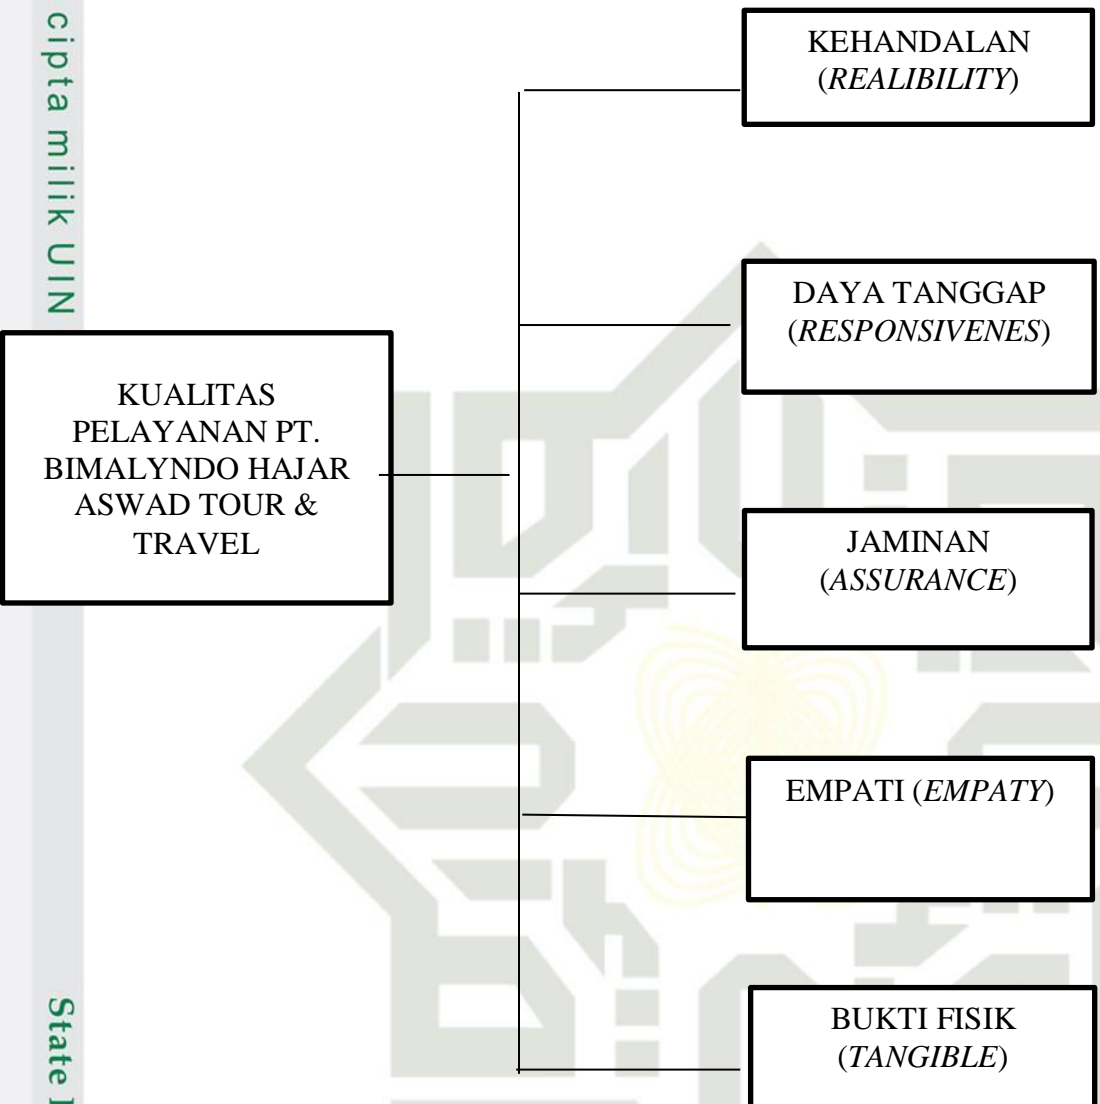 cipta milik UIN
KEHANDALAN
(REALIBILITY)
DAYA TANGGAP
(RESPONSIVENES)
KUALITAS
PELAYANAN PT.
BIMALYNDO HAJAR
ASWAD TOUR &
TRAVEL
JAMINAN
(ASSURANCE)
EMPATI (EMPATY)
BUKTI FISIK
(TANGIBLE)
State